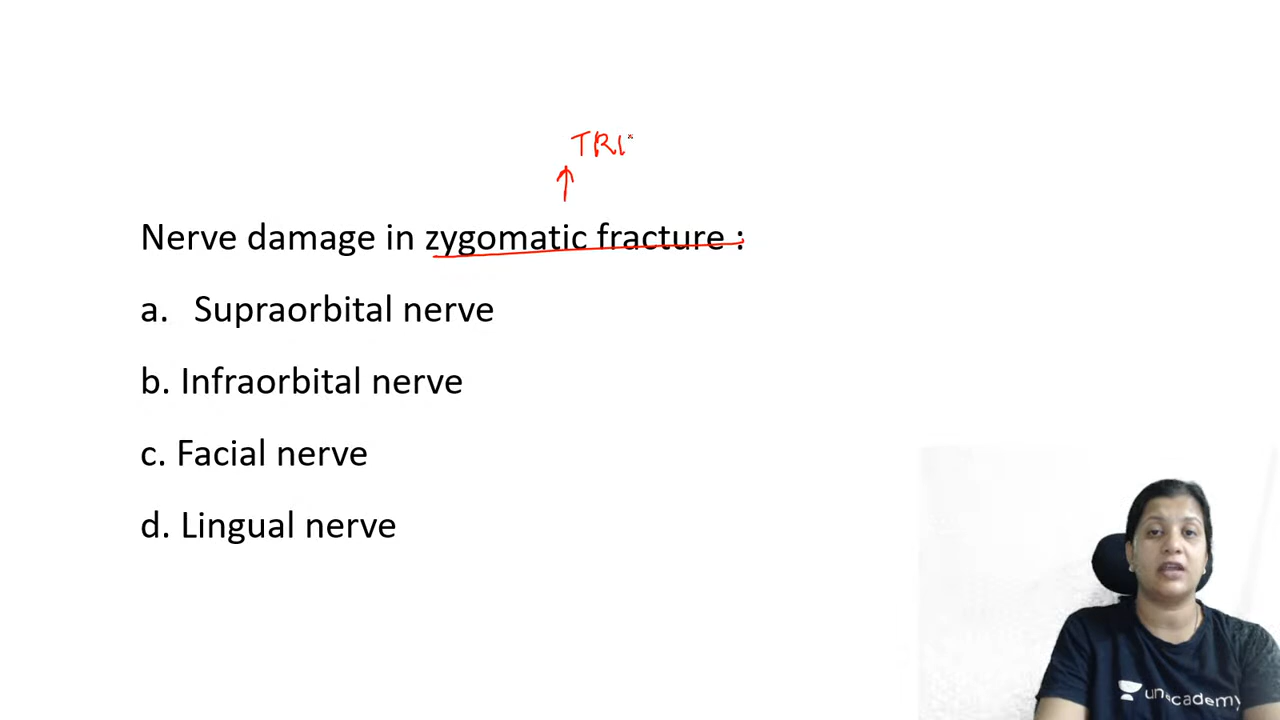 TRI
Nerve damage in zygomatic fracture :
a. Supraorbital nerve
b. Infraorbital nerve
c. Facial nerve
d. Lingual nerve
unacademy